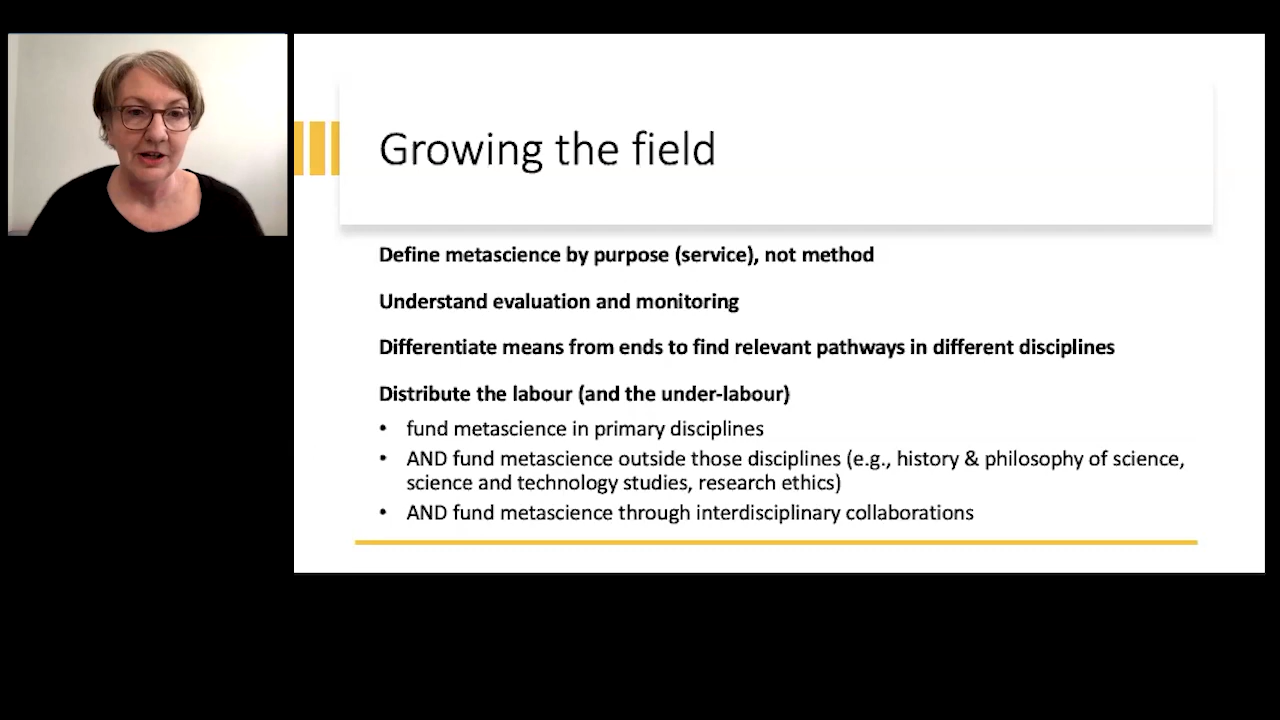 Growing the field
Define metascience by purpose (service), not method
Understand evaluation and monitoring
Differentiate means from ends to find relevant pathways in different disciplines
Distribute the labour (and the under-labour)
• fund metascience in primary disciplines
• AND fund metascience outside those disciplines (e.g., history & philosophy of science,
science and technology studies, research ethics)
• AND fund metascience through interdisciplinary collaborations